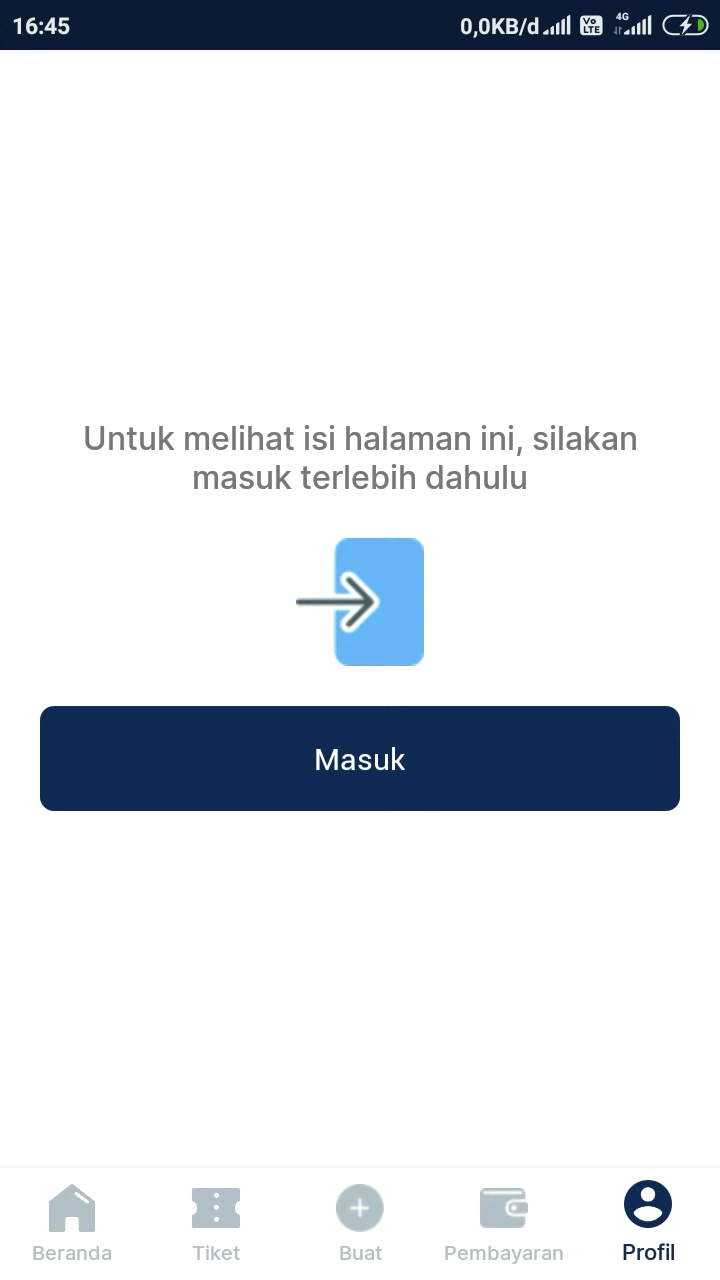 16:45 0,0KB/d Vo LTE 4G
Untuk melihat isi halaman ini, silakan
masuk terlebih dahulu
Masuk
Beranda Tiket Buat Pembayaran Profil